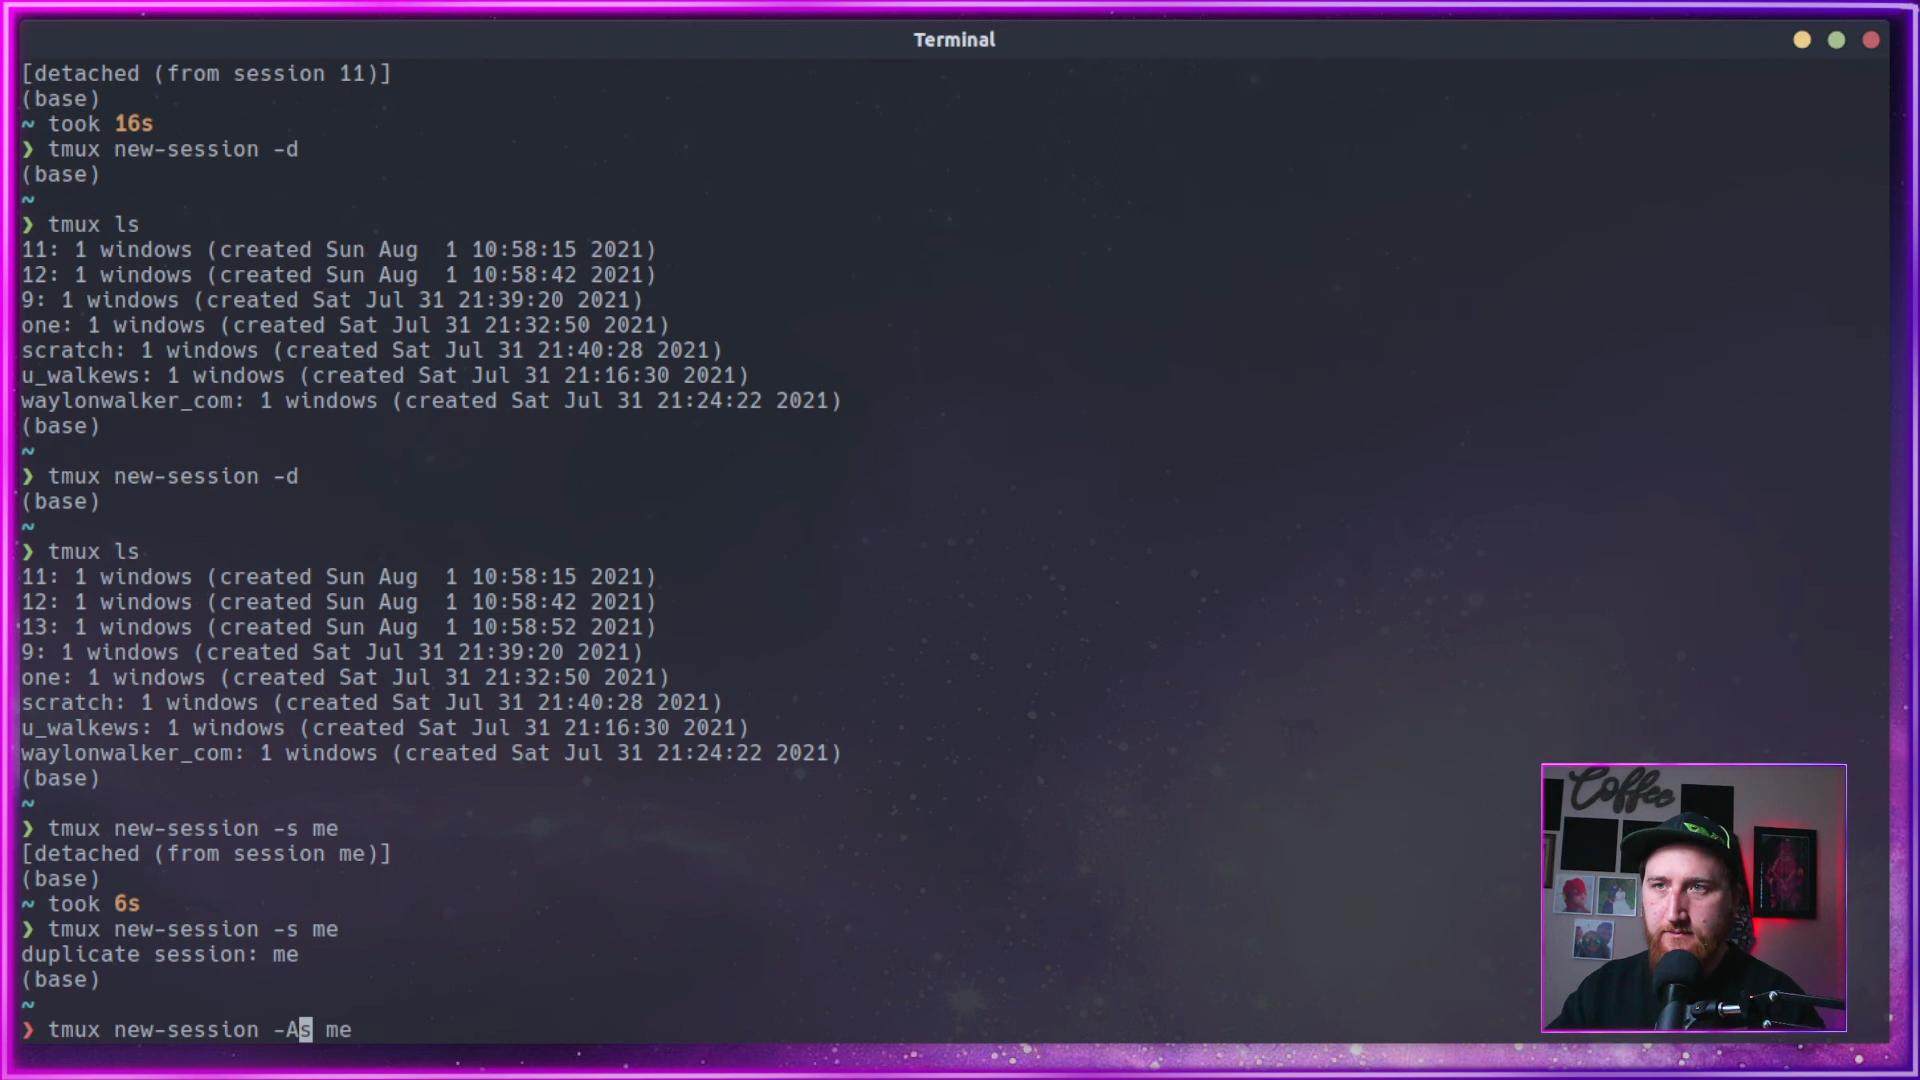 Terminal
[detached (from session 11)]
(base)
~ took 16s
❯ tmux new-session -d
(base)
~
❯ tmux ls
11: 1 windows (created Sun Aug  1 10:58:15 2021)
12: 1 windows (created Sun Aug  1 10:58:42 2021)
9: 1 windows (created Sat Jul 31 21:39:20 2021)
one: 1 windows (created Sat Jul 31 21:32:50 2021)
scratch: 1 windows (created Sat Jul 31 21:40:28 2021)
u_walkews: 1 windows (created Sat Jul 31 21:16:30 2021)
waylonwalker_com: 1 windows (created Sat Jul 31 21:24:22 2021)
(base)
~
❯ tmux new-session -d
(base)
~
❯ tmux ls
11: 1 windows (created Sun Aug  1 10:58:15 2021)
12: 1 windows (created Sun Aug  1 10:58:42 2021)
13: 1 windows (created Sun Aug  1 10:58:52 2021)
9: 1 windows (created Sat Jul 31 21:39:20 2021)
one: 1 windows (created Sat Jul 31 21:32:50 2021)
scratch: 1 windows (created Sat Jul 31 21:40:28 2021)
u_walkews: 1 windows (created Sat Jul 31 21:16:30 2021)
waylonwalker_com: 1 windows (created Sat Jul 31 21:24:22 2021)
(base)
~
❯ tmux new-session -s me
[detached (from session me)]
(base)
~ took 6s
❯ tmux new-session -s me
duplicate session: me
(base)
~
❯ tmux new-session -As me
Coffee